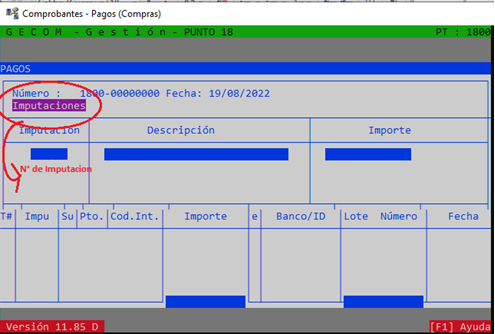 Comprobantes - Pagos (Compras)
G E C O M - G e s t i ó n - PUNTO 18 PT : 1800
PAGOS
Número : 1800-00000000 Fecha: 19/08/2022
Imputaciones
Imputación Descripción Importe
N° de Imputacion
T# Impu Su Pto. Cod.Int. Importe e Banco/ID Lote Número Fecha
Versión 11.85 D [F1] Ayuda